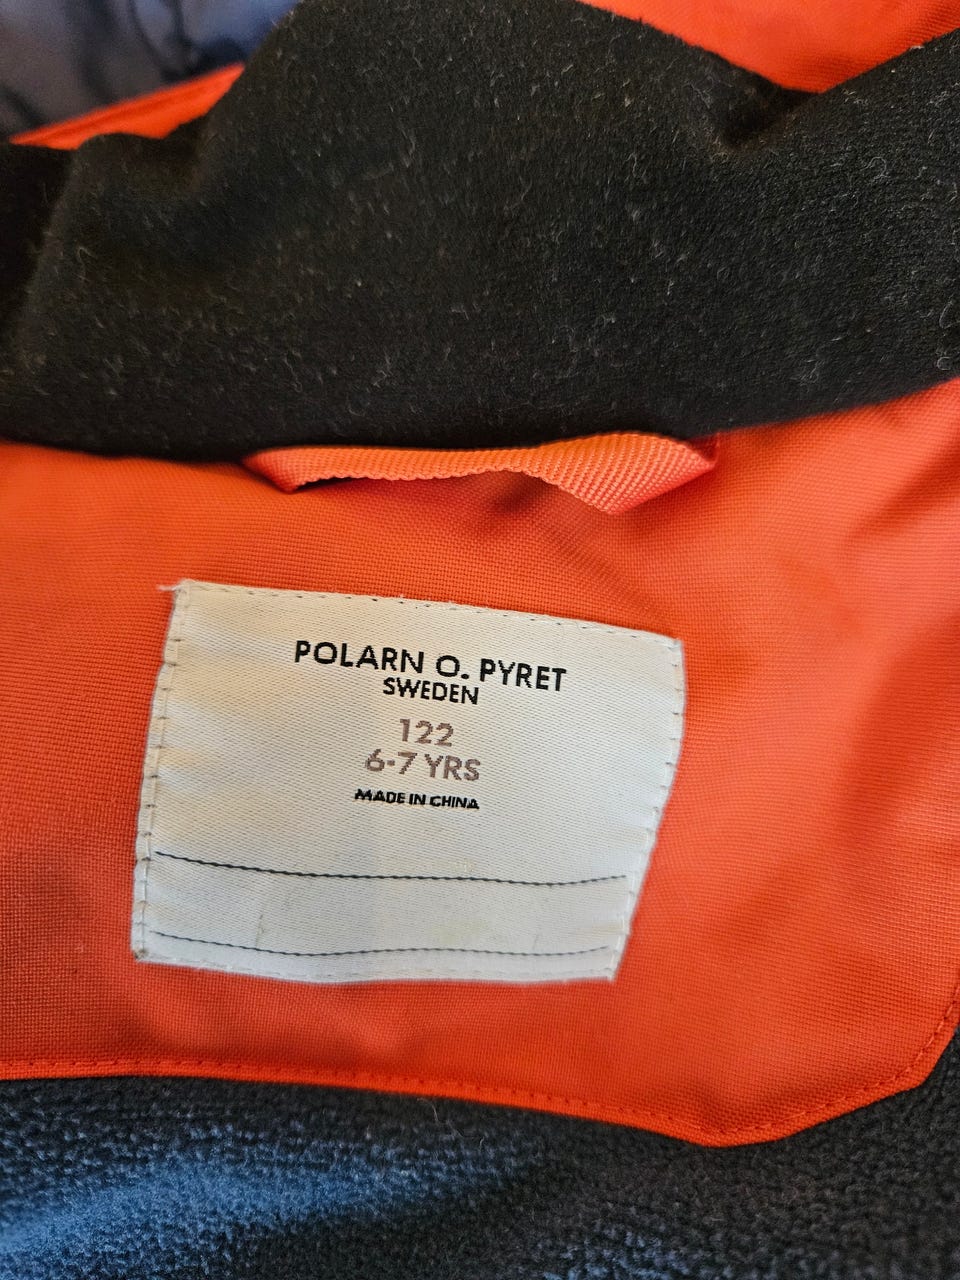 POLARN O. PYRET
SWEDEN
122
6-7 YRS
MADE IN CHINA